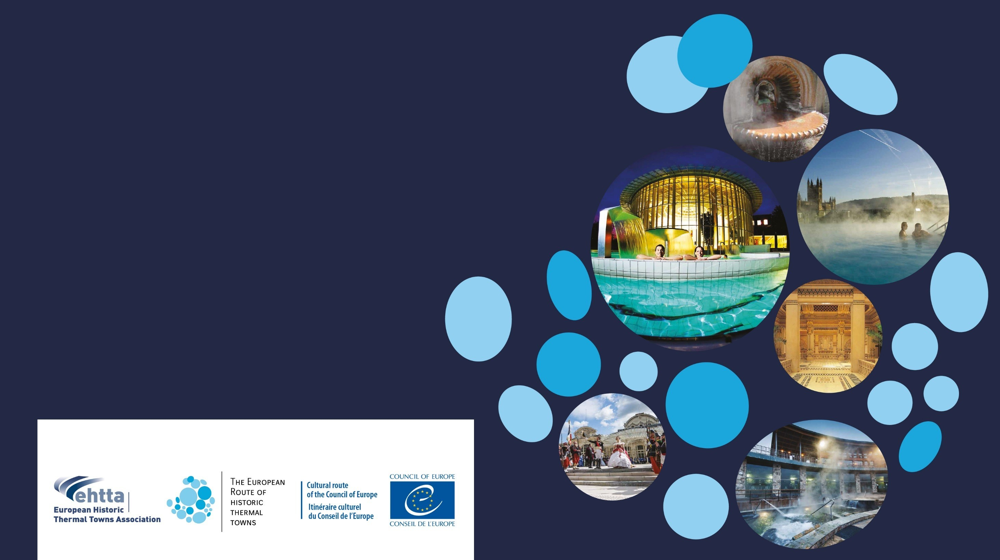 ehtta
European Historic
Thermal Towns Association
THE EUROPEAN
ROUTE OF
HISTORIC
THERMAL
TOWNS
Cultural route
of the Council of Europe
Itinéraire culturel
du Conseil de l'Europe
COUNCIL OF EUROPE
CONSEIL DE L'EUROPE